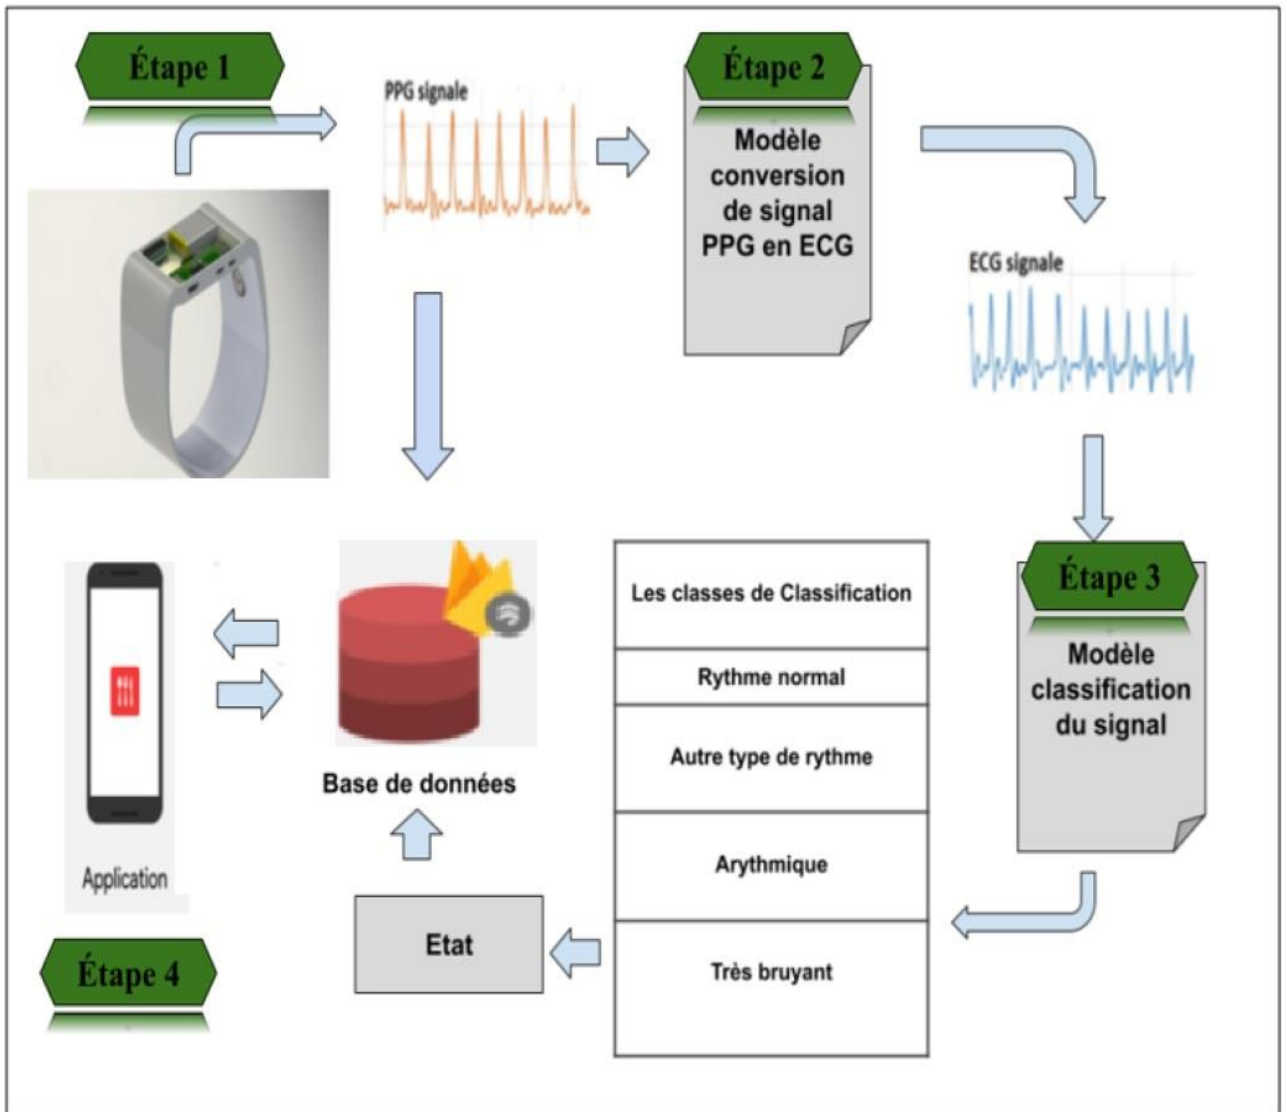 Étape 1
PPG signale
Étape 2
Modèle
conversion
de signal
PPG en ECG
ECG signale
Étape 3
Modèle
classification
du signal
Les classes de Classification
Rythme normal
Autre type de rythme
Arythmique
Très bruyant
Etat
Base de données
Application
Étape 4